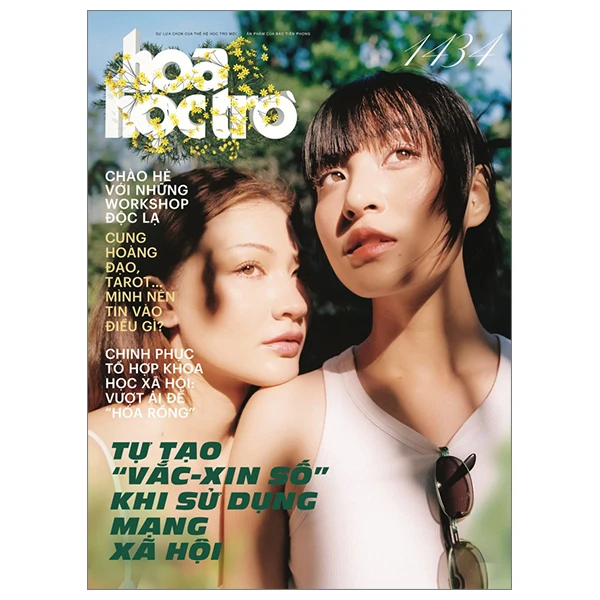 SỰ LỰA CHỌN CỦA THẾ HỆ HỌC TRÒ MỚI
ẤN PHẨM CỦA BÁO TIỀN PHONG
hoa
học trò
1434
CHÀO HÈ
VỚI NHỮNG
WORKSHOP
ĐỘC LẠ
CUNG
HOÀNG
ĐẠO,
TAROT...
MÌNH NÊN
TIN VÀO
ĐIỀU GÌ?
CHINH PHỤC
TỔ HỢP KHOA
HỌC XÃ HỘI:
VƯỢT ẢI ĐỂ
“HÓA RỒNG”
TỰ TẠO
“VẮC-XIN SỐ”
KHI SỬ DỤNG
MẠNG
XÃ HỘI